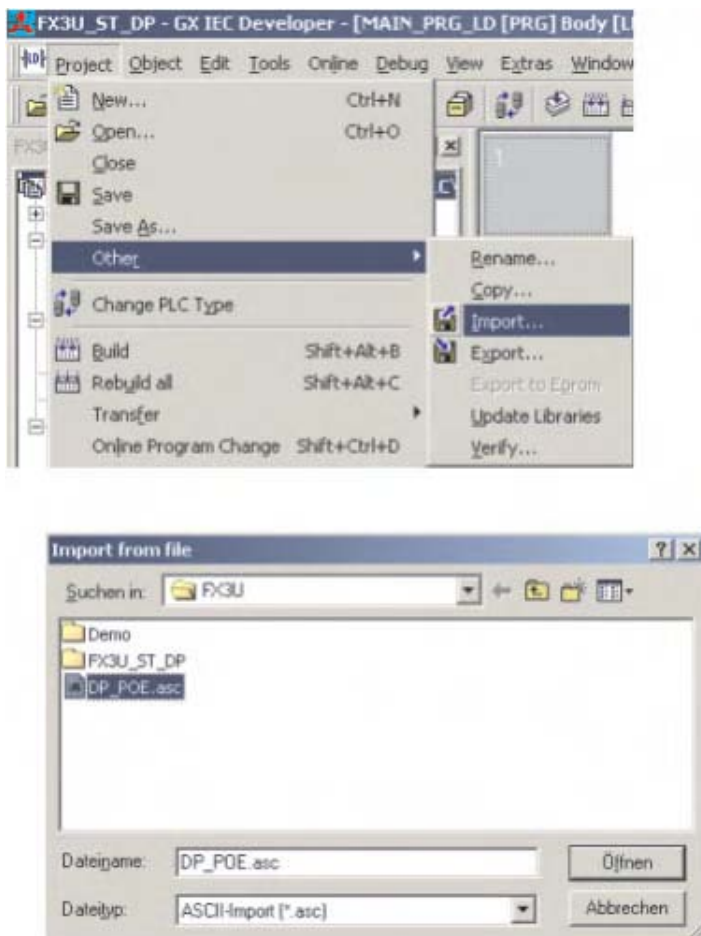 FX3U_ST_DP - GX IEC Developer - [MAIN_PRG_LD [PRG] Body [L
Project Object Edit Tools Online Debug View Extras Window
New... Ctrl+N
Open... Ctrl+O
Close
Save
Save As...
Other
Change PLC Type
Build Shift+Alt+B
Rebuild all Shift+Alt+C
Transfer
Online Program Change Shift+Ctrl+D
1
Rename...
Copy...
Import...
Export...
Export to Eprom
Update Libraries
Verify...
Import from file
Suchen in: FX3U
Demo
FX3U_ST_DP
DP_POE.asc
Dateiname: DP_POE.asc Öffnen
Dateityp: ASCII-Import (*.asc) Abbrechen